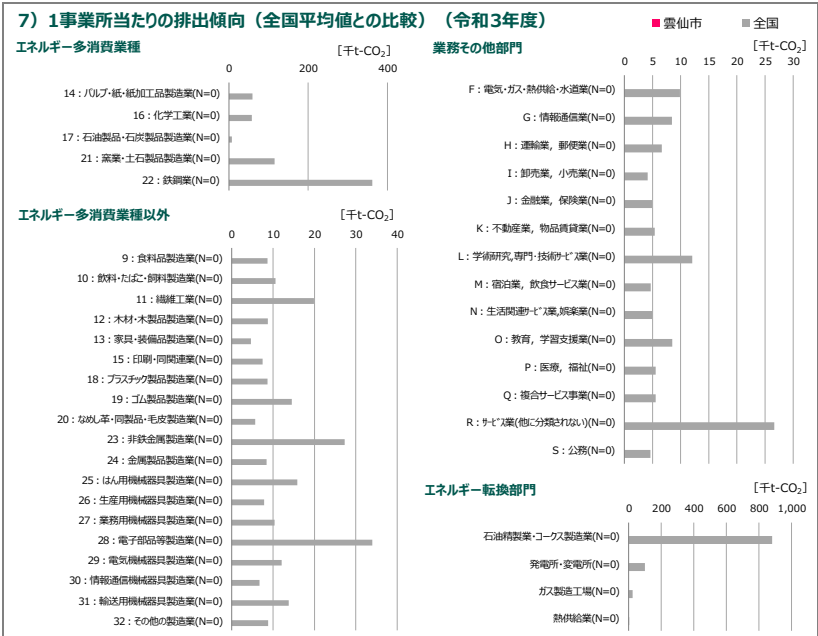 7）1事業所当たりの排出傾向（全国平均値との比較）（令和3年度）
■雲仙市 ■全国
エネルギー多消費業種
[千t-CO₂]
0 200 400
14：パルプ・紙・紙加工品製造業(N=0)
16：化学工業(N=0)
17：石油製品・石炭製品製造業(N=0)
21：窯業・土石製品製造業(N=0)
22：鉄鋼業(N=0)
エネルギー多消費業種以外
[千t-CO₂]
0 10 20 30 40
9：食料品製造業(N=0)
10：飲料・たばこ・飼料製造業(N=0)
11：繊維工業(N=0)
12：木材・木製品製造業(N=0)
13：家具・装備品製造業(N=0)
15：印刷・同関連業(N=0)
18：プラスチック製品製造業(N=0)
19：ゴム製品製造業(N=0)
20：なめし革・同製品・毛皮製造業(N=0)
23：非鉄金属製造業(N=0)
24：金属製品製造業(N=0)
25：はん用機械器具製造業(N=0)
26：生産用機械器具製造業(N=0)
27：業務用機械器具製造業(N=0)
28：電子部品等製造業(N=0)
29：電気機械器具製造業(N=0)
30：情報通信機械器具製造業(N=0)
31：輸送用機械器具製造業(N=0)
32：その他の製造業(N=0)
業務その他部門
[千t-CO₂]
0 5 10 15 20 25 30
F：電気・ガス・熱供給・水道業(N=0)
G：情報通信業(N=0)
H：運輸業，郵便業(N=0)
I：卸売業，小売業(N=0)
J：金融業，保険業(N=0)
K：不動産業，物品賃貸業(N=0)
L：学術研究,専門・技術ｻｰﾋﾞｽ業(N=0)
M：宿泊業，飲食サービス業(N=0)
N：生活関連ｻｰﾋﾞｽ業,娯楽業(N=0)
O：教育，学習支援業(N=0)
P：医療，福祉(N=0)
Q：複合サービス事業(N=0)
R：ｻｰﾋﾞｽ業(他に分類されない)(N=0)
S：公務(N=0)
エネルギー転換部門
[千t-CO₂]
0 200 400 600 800 1,000
石油精製業・コークス製造業(N=0)
発電所・変電所(N=0)
ガス製造工場(N=0)
熱供給業(N=0)